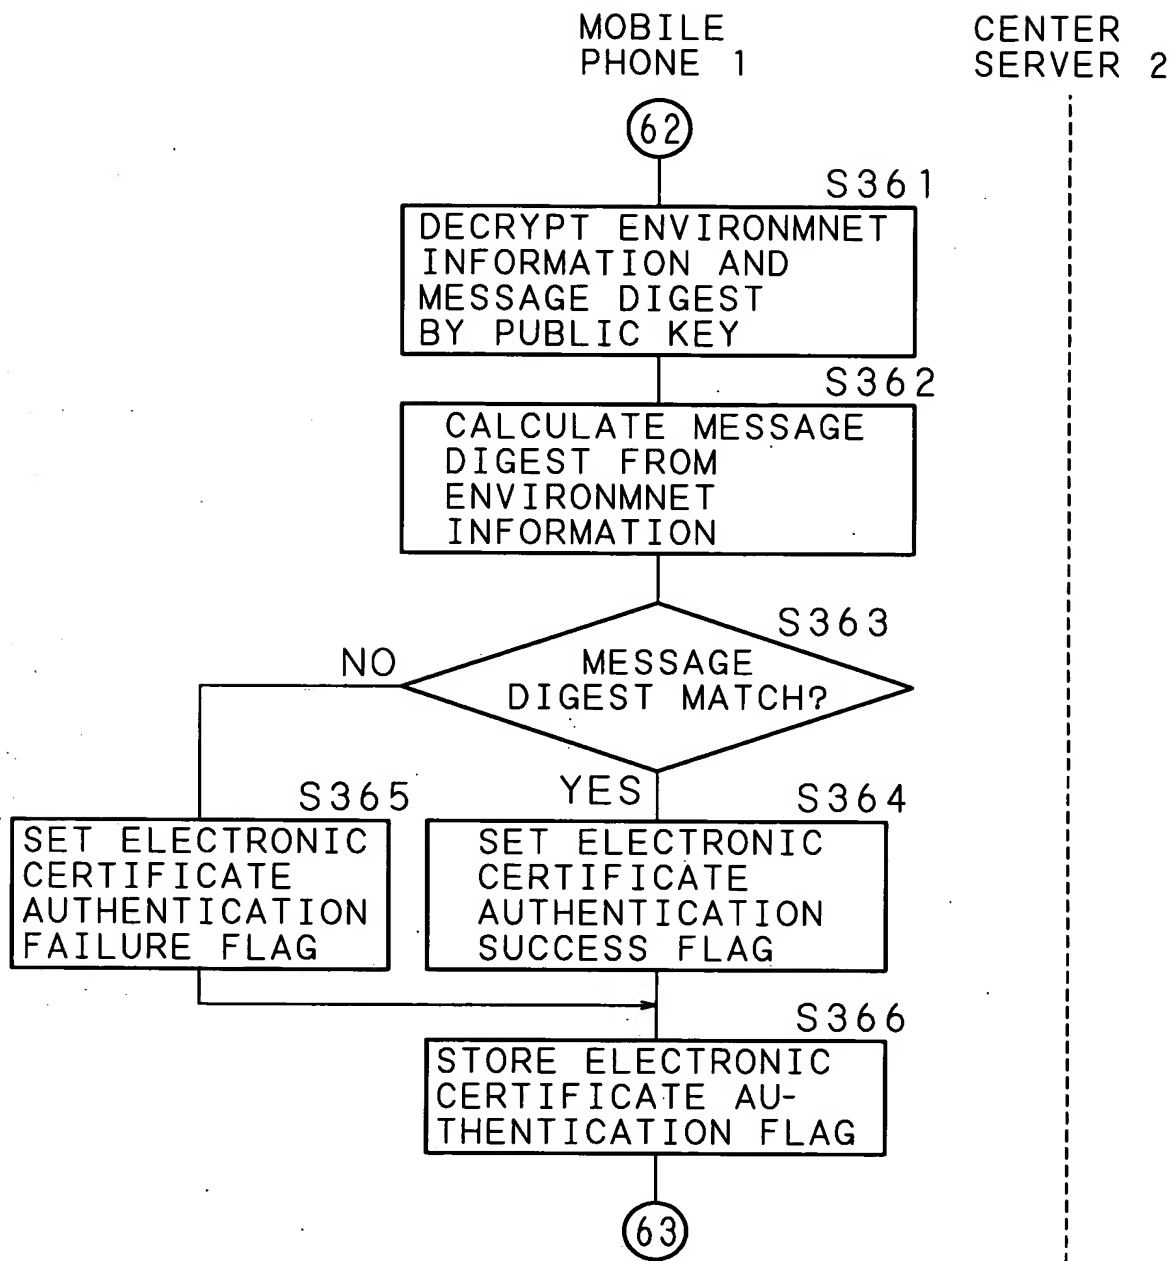 MOBILE
PHONE 1
CENTER
SERVER 2
62
S361
DECRYPT ENVIRONMNET
INFORMATION AND
MESSAGE DIGEST
BY PUBLIC KEY
S362
CALCULATE MESSAGE
DIGEST FROM
ENVIRONMNET
INFORMATION
S363
NO
MESSAGE
DIGEST MATCH?
YES
S365
S364
SET ELECTRONIC
CERTIFICATE
AUTHENTICATION
FAILURE FLAG
SET ELECTRONIC
CERTIFICATE
AUTHENTICATION
SUCCESS FLAG
S366
STORE ELECTRONIC
CERTIFICATE AU-
THENTICATION FLAG
63